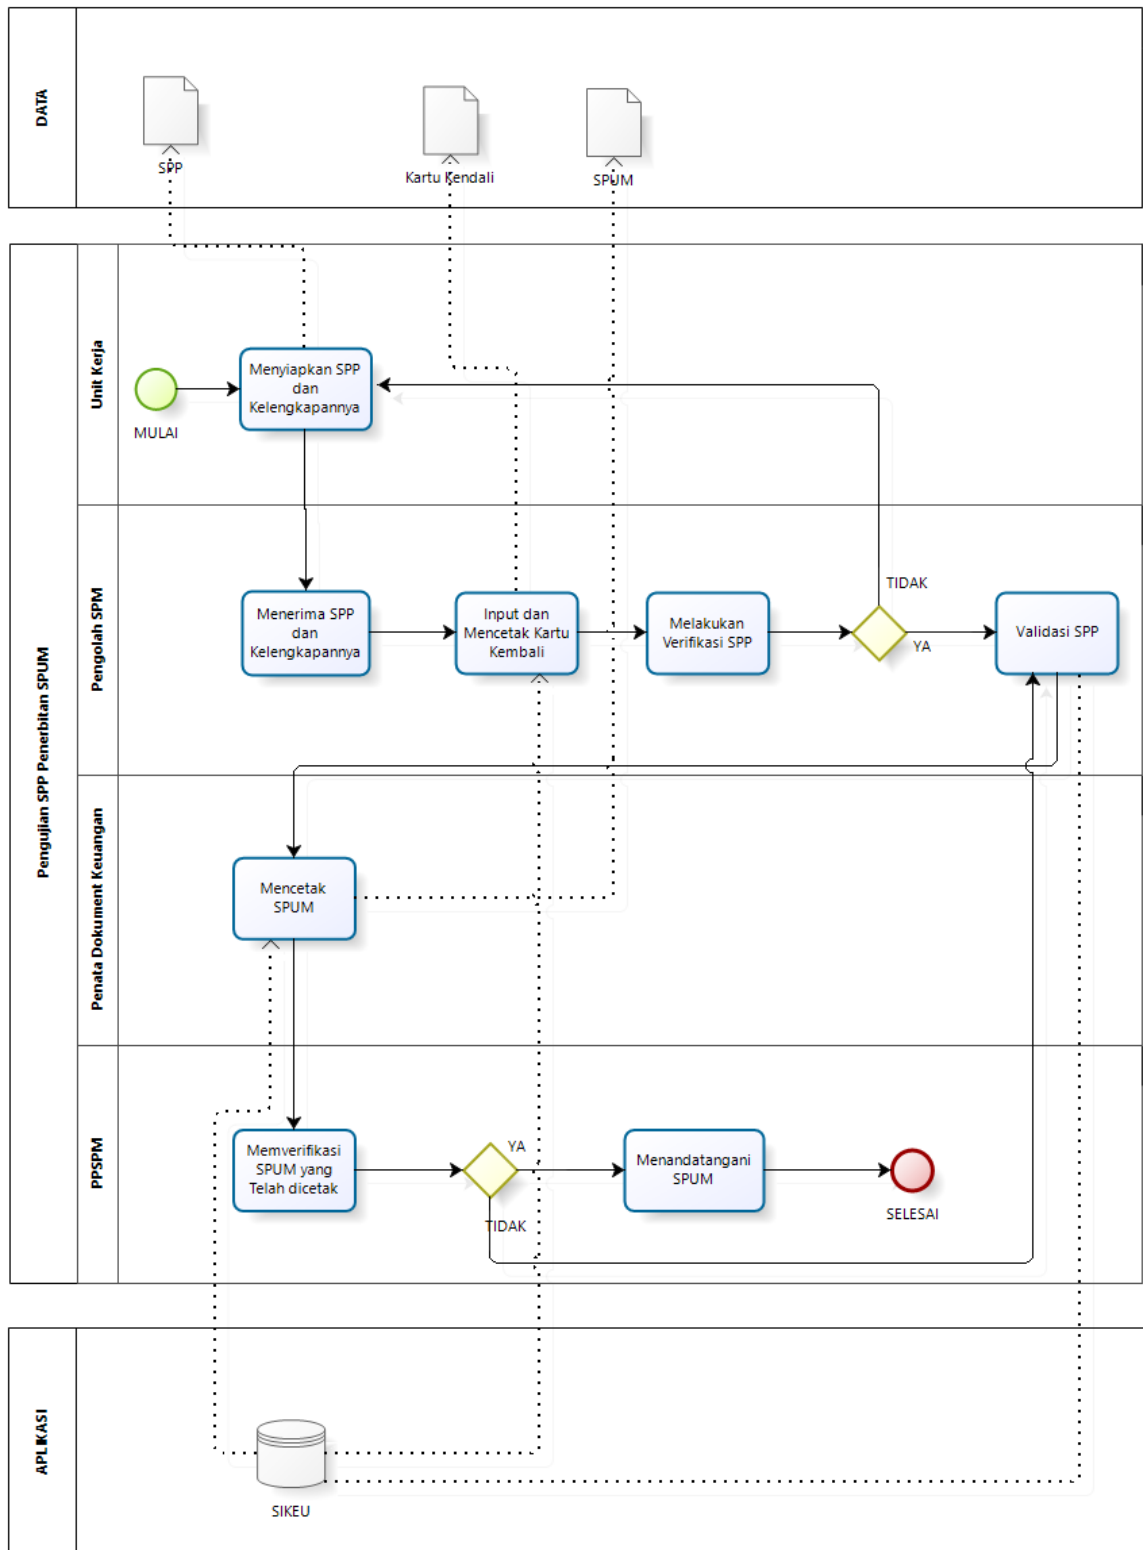 DATA
SPP
Kartu Kendali
SPUM
Pengujian SPP Penerbitan SPUM
Unit Kerja
MULAI
Menyiapkan SPP
dan
Kelengkapannya
Pengolah SPM
Menerima SPP
dan
Kelengkapannya
Input dan
Mencetak Kartu
Kembali
Melakukan
Verifikasi SPP
TIDAK
YA
Validasi SPP
Penata Dokument Keuangan
Mencetak
SPUM
PPSPM
Memverifikasi
SPUM yang
Telah dicetak
YA
TIDAK
Menandatangani
SPUM
SELESAI
APLIKASI
SIKEU